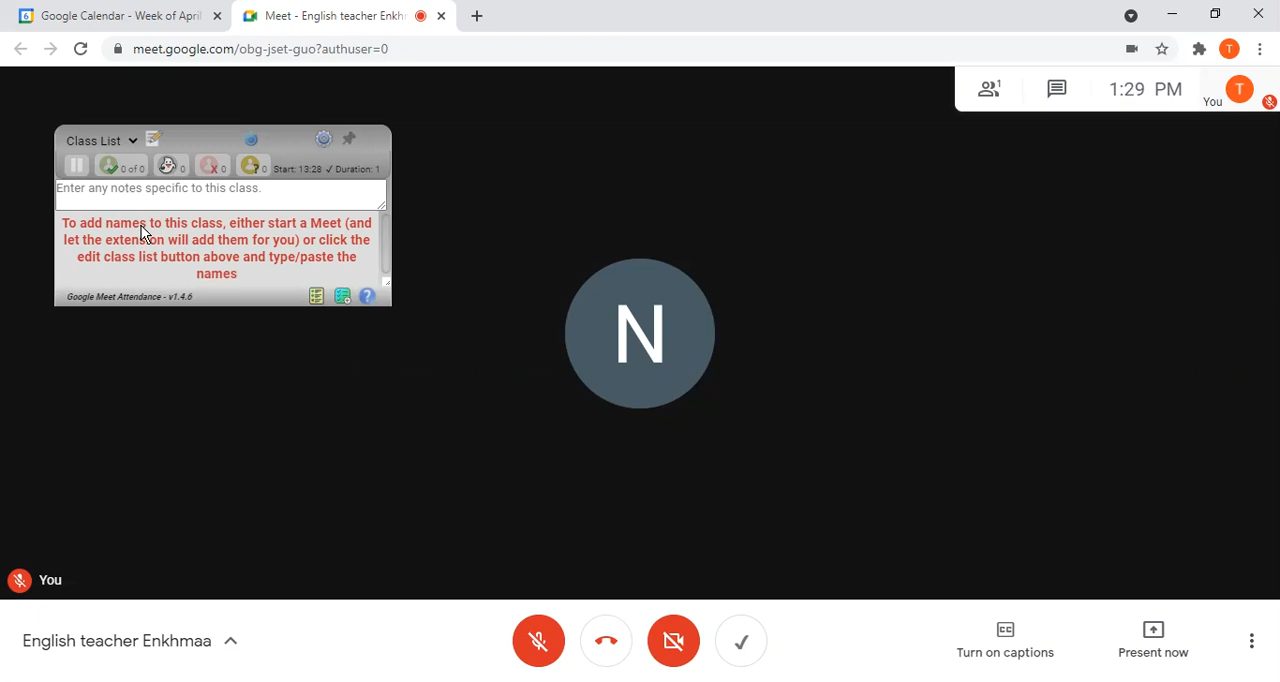 6 Google Calendar - Week of April
Meet - English teacher Enkhm
meet.google.com/obg-jset-guo?authuser=0
T
1
1:29 PM
You
T
Class List
0 of 0
0
0
? 0
Start: 13:28 ✓ Duration: 1
Enter any notes specific to this class.
To add names to this class, either start a Meet (and
let the extension will add them for you) or click the
edit class list button above and type/paste the
names
Google Meet Attendance - v1.4.6
?
N
You
English teacher Enkhmaa
CC
Turn on captions
Present now